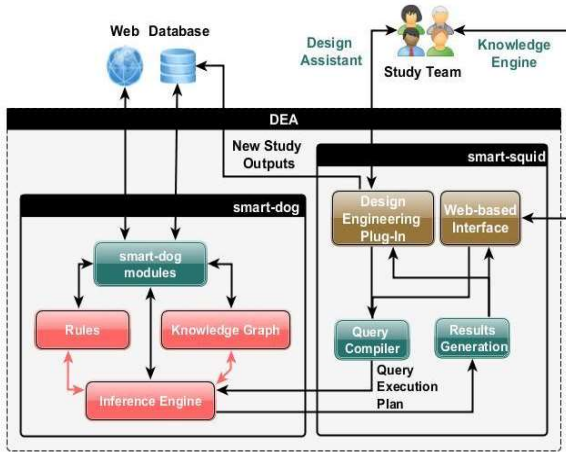 Web
Database
Design
Assistant
Study Team
Knowledge
Engine
DEA
New Study
Outputs
smart-squid
smart-dog
Design
Engineering
Plug-In
Web-based
Interface
smart-dog
modules
Rules
Knowledge Graph
Query
Compiler
Results
Generation
Inference Engine
Query
Execution
Plan